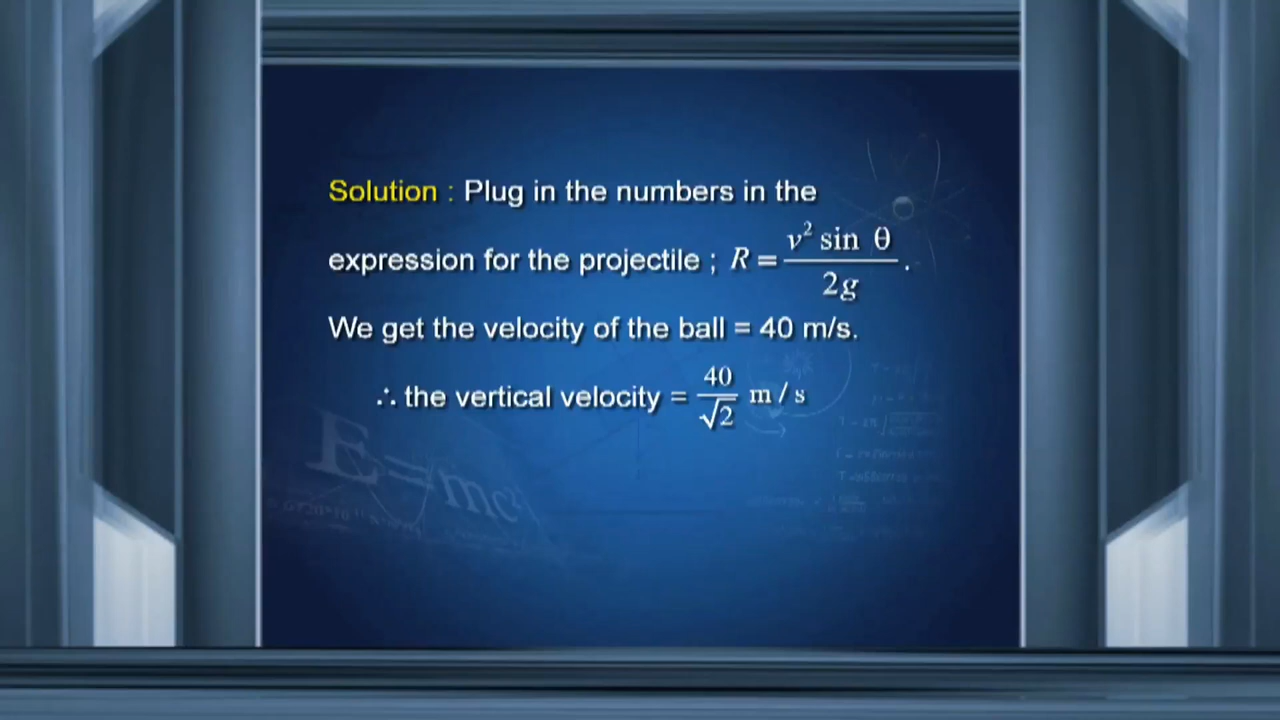 Solution : Plug in the numbers in the
expression for the projectile ; R = v² sin θ / 2g .
We get the velocity of the ball = 40 m/s.
∴ the vertical velocity = 40/√2 m / s
E=mc²